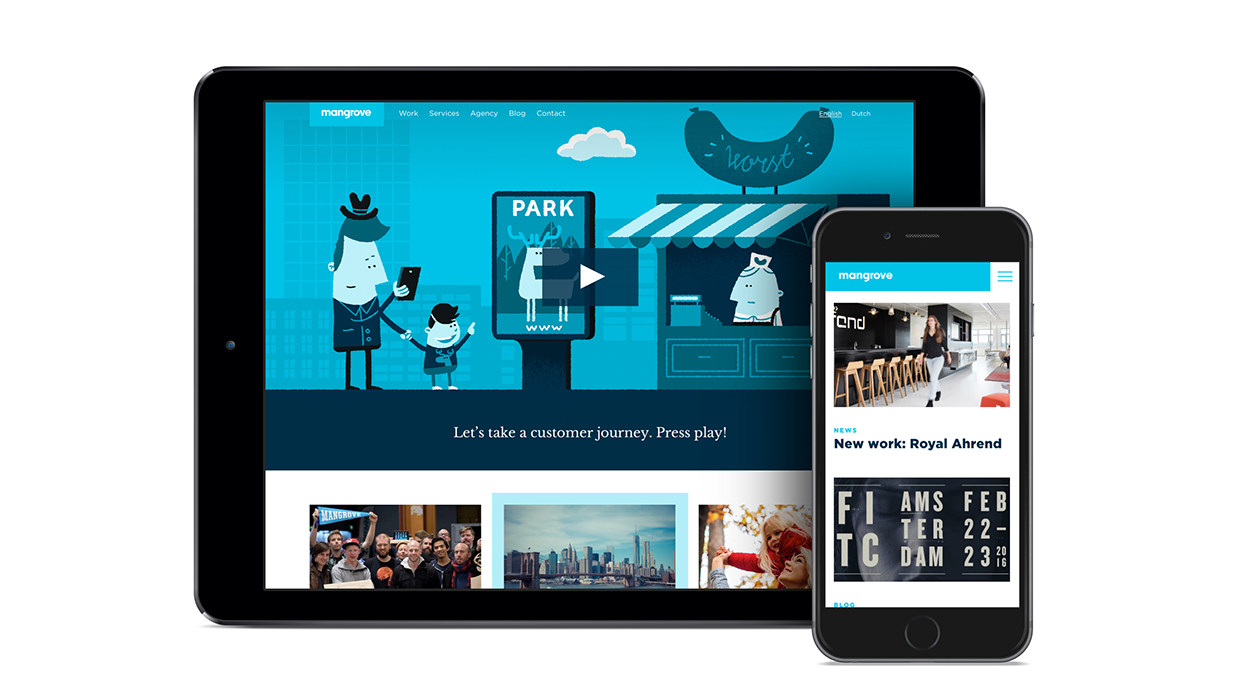 mangrove
Work Services Agency Blog Contact
English Dutch
worst
PARK
www
Let's take a customer journey. Press play!
MANGROVE
mangrove
NEWS
New work: Royal Ahrend
FI
TC
AMS
TER
DAM
FEB
22–
23 2016
BLOG